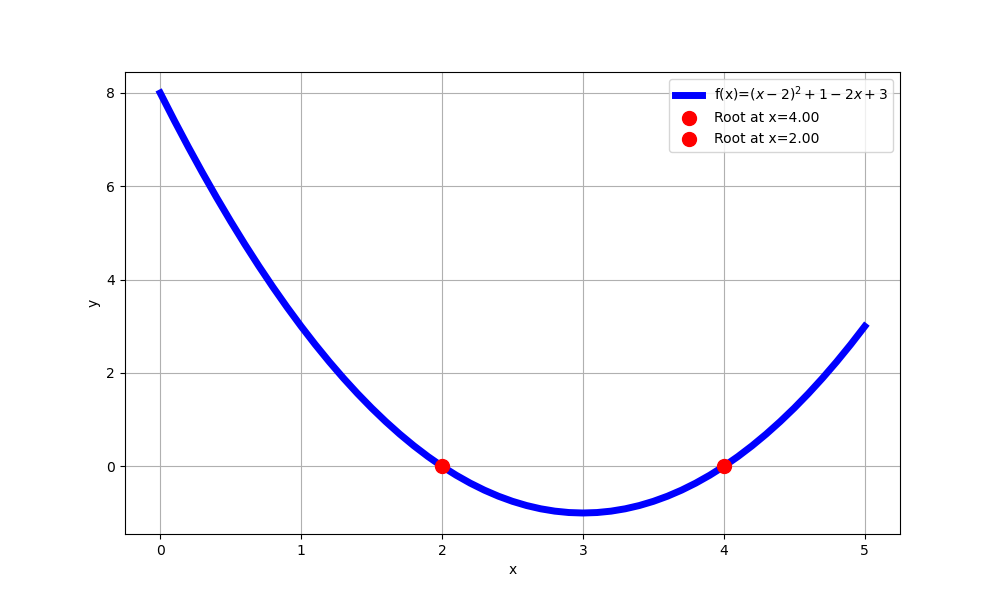 f(x)=(x − 2)² + 1 − 2x + 3
Root at x=4.00
Root at x=2.00
8
6
4
2
0
y
0 1 2 3 4 5
x